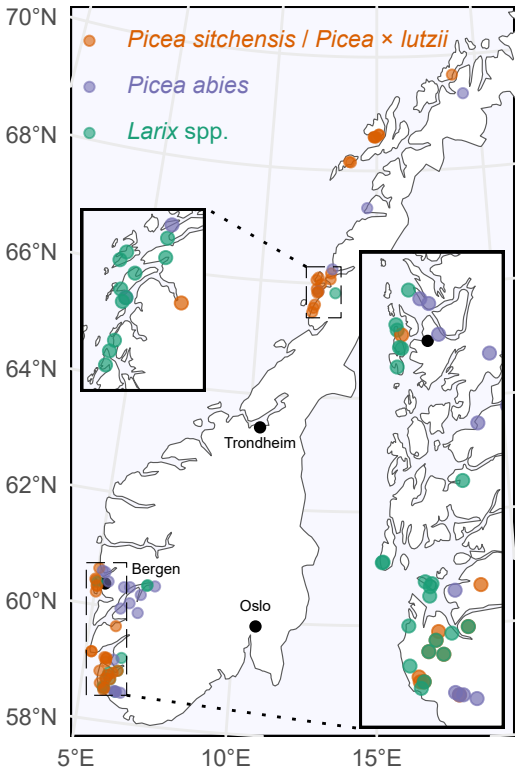 70°N
Picea sitchensis / Picea × lutzii
Picea abies
68°N
Larix spp.
66°N
64°N
Trondheim
62°N
Bergen
60°N
Oslo
58°N
5°E
10°E
15°E